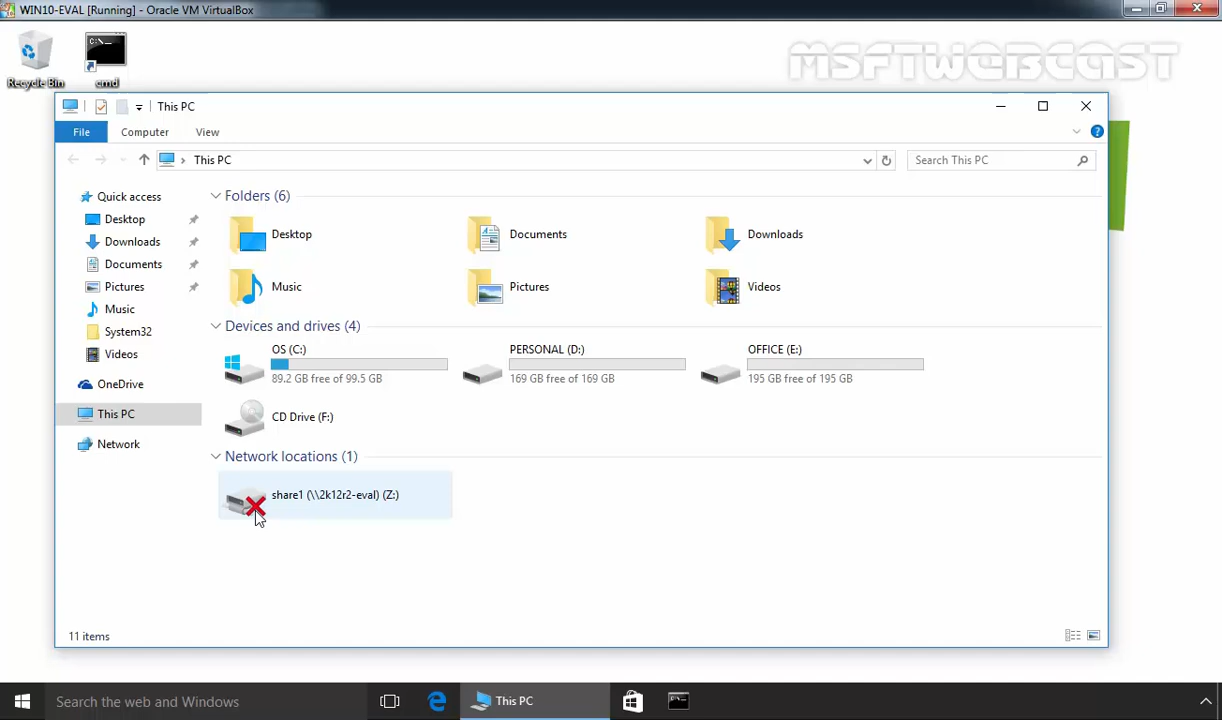 WIN10-EVAL [Running] - Oracle VM VirtualBox
MSFTWEBCAST
Recycle Bin
C:\_
cmd
This PC
File
Computer
View
This PC
Search This PC
Quick access
Desktop
Downloads
Documents
Pictures
Music
System32
Videos
OneDrive
This PC
Network
Folders (6)
Desktop
Documents
Downloads
Music
Pictures
Videos
Devices and drives (4)
OS (C:)
89.2 GB free of 99.5 GB
PERSONAL (D:)
169 GB free of 169 GB
OFFICE (E:)
195 GB free of 195 GB
CD Drive (F:)
Network locations (1)
share1 (\\2k12r2-eval) (Z:)
11 items
Search the web and Windows
This PC